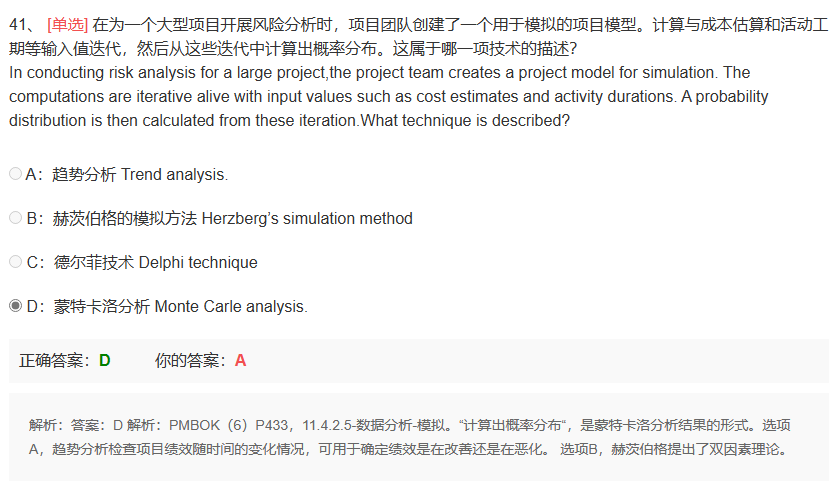 41、 [单选] 在为一个大型项目开展风险分析时，项目团队创建了一个用于模拟的项目模型。计算与成本估算和活动工
期等输入值迭代，然后从这些迭代中计算出概率分布。这属于哪一项技术的描述？
In conducting risk analysis for a large project,the project team creates a project model for simulation. The
computations are iterative alive with input values such as cost estimates and activity durations. A probability
distribution is then calculated from these iteration.What technique is described?
A：趋势分析 Trend analysis.
B：赫茨伯格的模拟方法 Herzberg’s simulation method
C：德尔菲技术 Delphi technique
D：蒙特卡洛分析 Monte Carle analysis.
正确答案：D 你的答案：A
解析：答案：D 解析：PMBOK（6）P433，11.4.2.5-数据分析-模拟。“计算出概率分布“，是蒙特卡洛分析结果的形式。选项
A，趋势分析检查项目绩效随时间的变化情况，可用于确定绩效是在改善还是在恶化。 选项B，赫茨伯格提出了双因素理论。